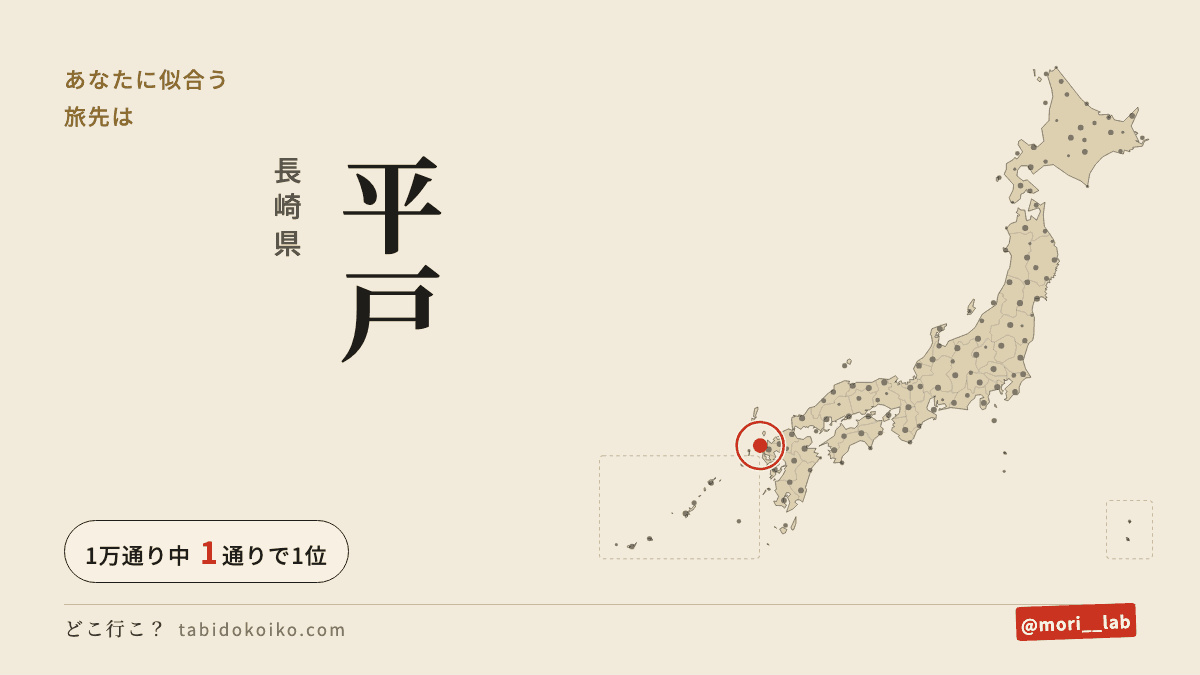 あなたに似合う
旅先は
平戸
長崎県
1万通り中 1通りで1位
どこ行こ? tabidokoiko.com
@mori__lab